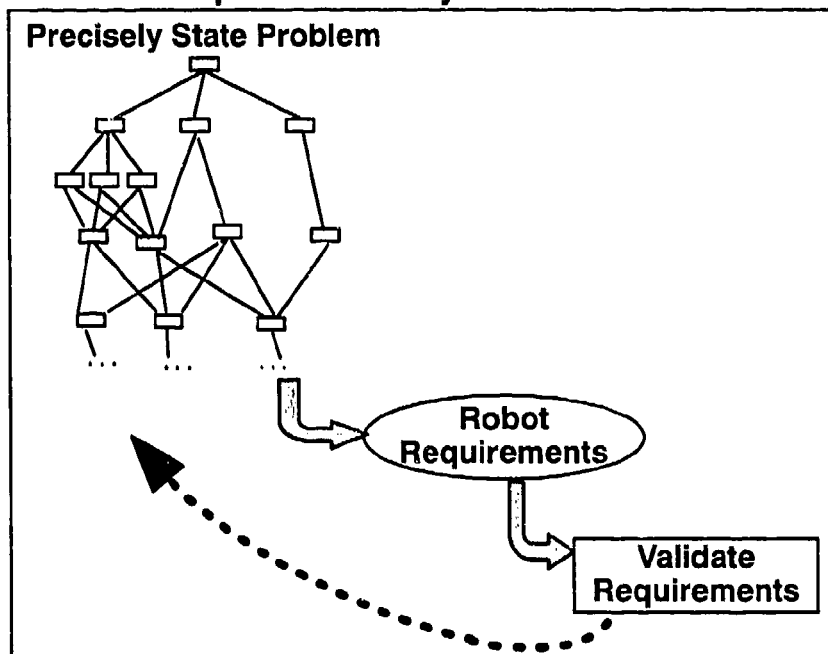 Precisely State Problem
...
...
...
Robot
Requirements
Validate
Requirements